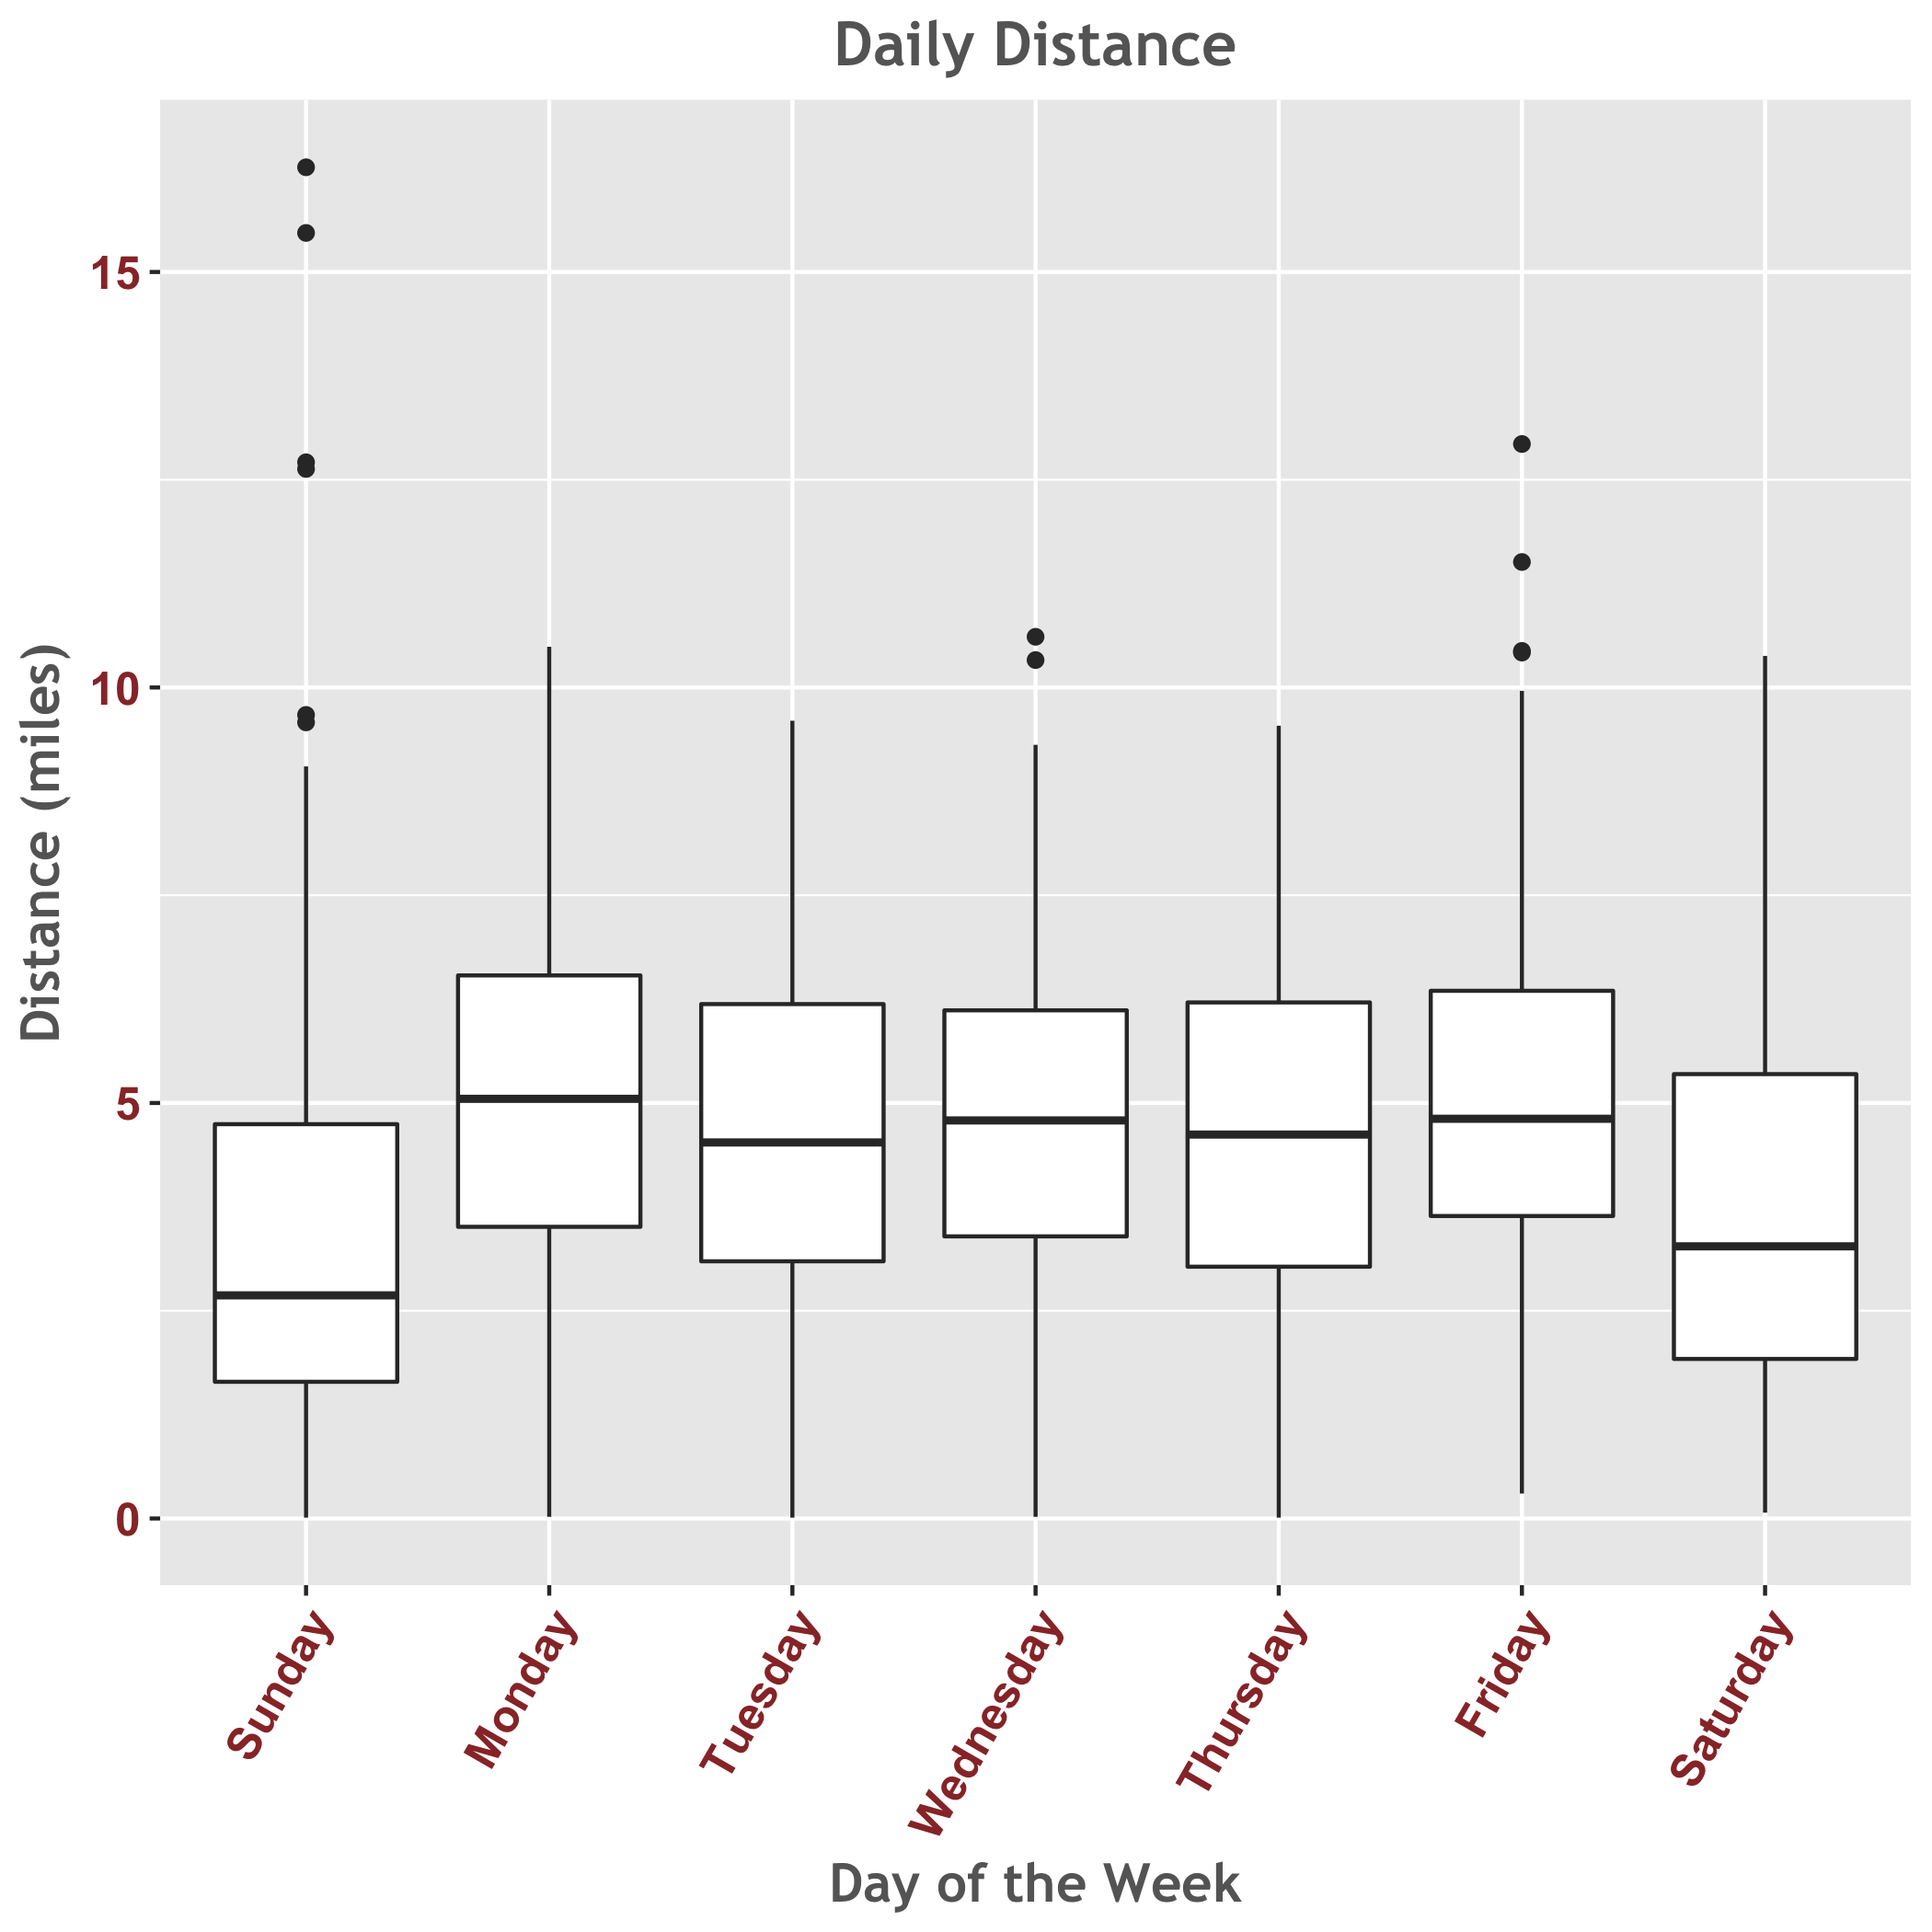 Daily Distance
Distance (miles)
15
10
5
0
Sunday
Monday
Tuesday
Wednesday
Thursday
Friday
Saturday
Day of the Week